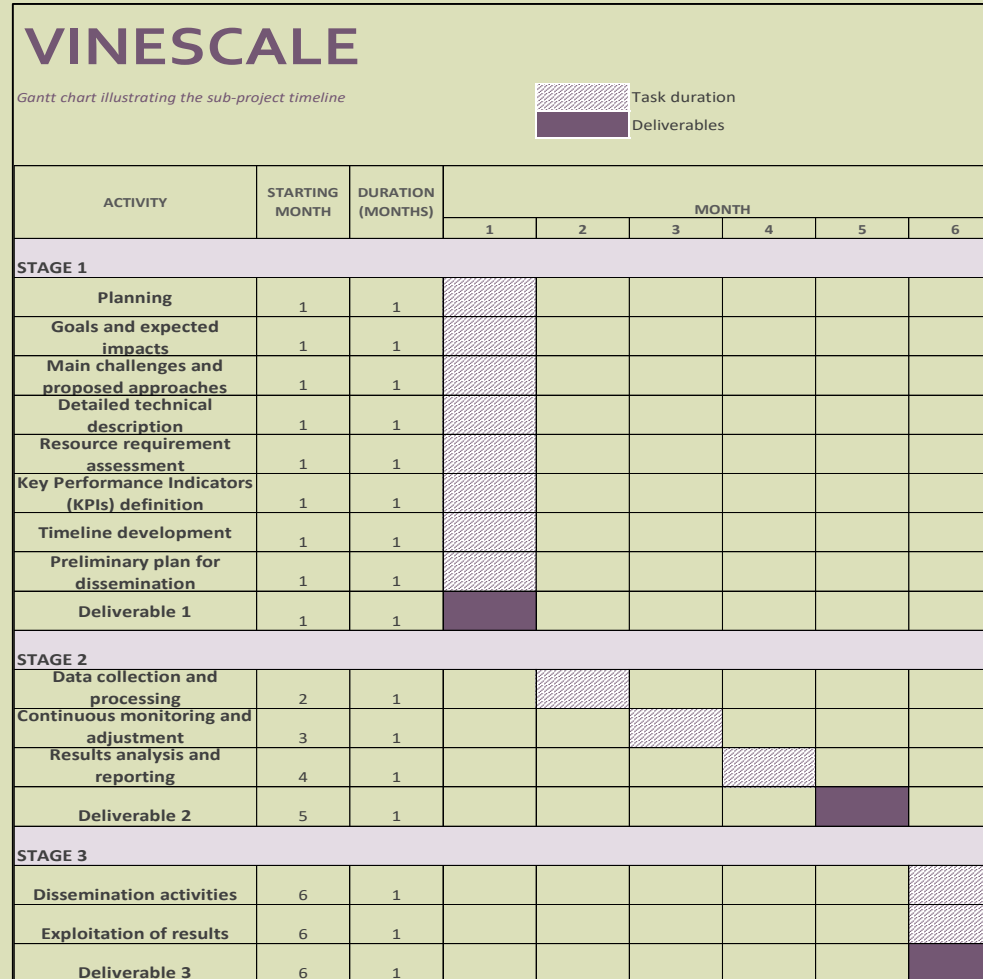 VINESCALE
Gantt chart illustrating the sub-project timeline
Task duration
Deliverables
ACTIVITY
STARTING
MONTH
DURATION
(MONTHS)
MONTH
1 2 3 4 5 6
STAGE 1
Planning 1 1
Goals and expected
impacts 1 1
Main challenges and
proposed approaches 1 1
Detailed technical
description 1 1
Resource requirement
assessment 1 1
Key Performance Indicators
(KPIs) definition 1 1
Timeline development 1 1
Preliminary plan for
dissemination 1 1
Deliverable 1 1 1
STAGE 2
Data collection and
processing 2 1
Continuous monitoring and
adjustment 3 1
Results analysis and
reporting 4 1
Deliverable 2 5 1
STAGE 3
Dissemination activities 6 1
Exploitation of results 6 1
Deliverable 3 6 1